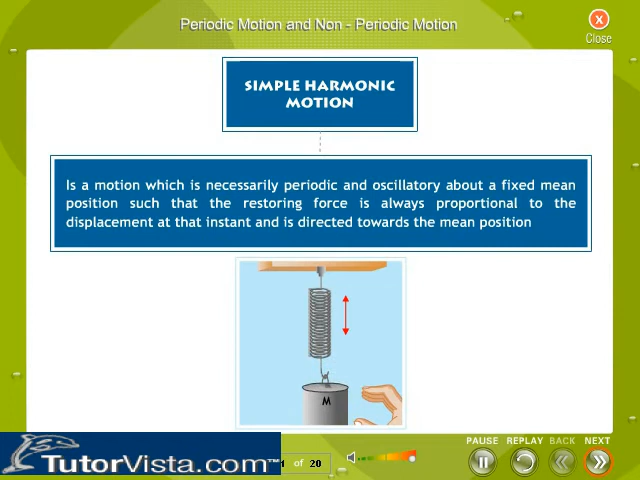 Periodic Motion and Non - Periodic Motion
Close
SIMPLE HARMONIC
MOTION
Is a motion which is necessarily periodic and oscillatory about a fixed mean
position such that the restoring force is always proportional to the
displacement at that instant and is directed towards the mean position
M
PAUSE REPLAY BACK NEXT
TutorVista.com
1 of 20